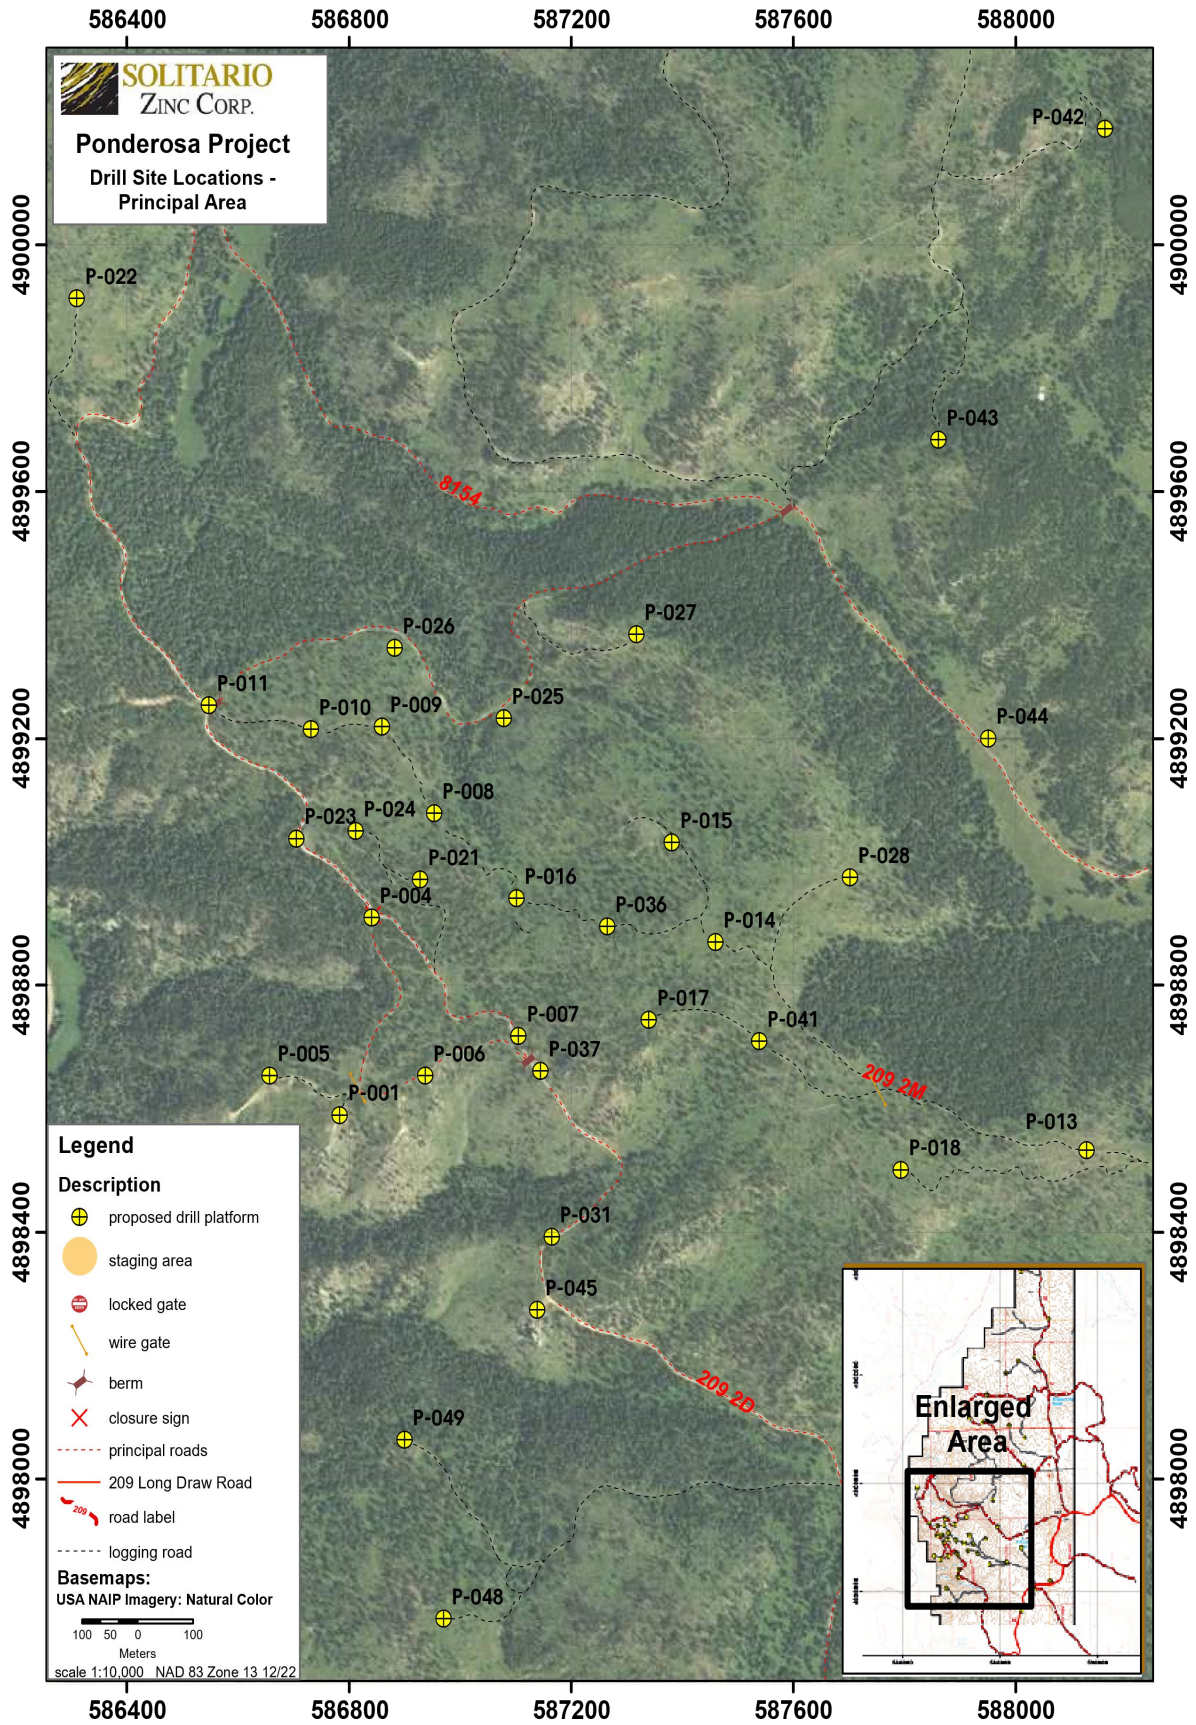 586400 586800 587200 587600 588000
SOLITARIO
ZINC CORP.
Ponderosa Project
Drill Site Locations -
Principal Area
4900000
4900000
4899600
4899600
4899200
4899200
4898800
4898800
4898400
4898400
4898000
4898000
P-042
P-022
P-043
8154
P-027
P-026
P-011
P-025
P-010
P-009
P-044
P-008
P-024
P-023
P-015
P-021
P-028
P-016
P-004
P-036
P-014
P-017
P-007
P-041
P-037
P-005
P-006
209 2M
P-001
P-013
P-018
P-031
P-045
209 2D
P-049
P-048
Legend
Description
proposed drill platform
staging area
locked gate
wire gate
berm
closure sign
principal roads
209 Long Draw Road
209
road label
logging road
Basemaps:
USA NAIP Imagery: Natural Color
100 50 0 100
Meters
scale 1:10,000 NAD 83 Zone 13 12/22
Enlarged
Area
586400 586800 587200 587600 588000